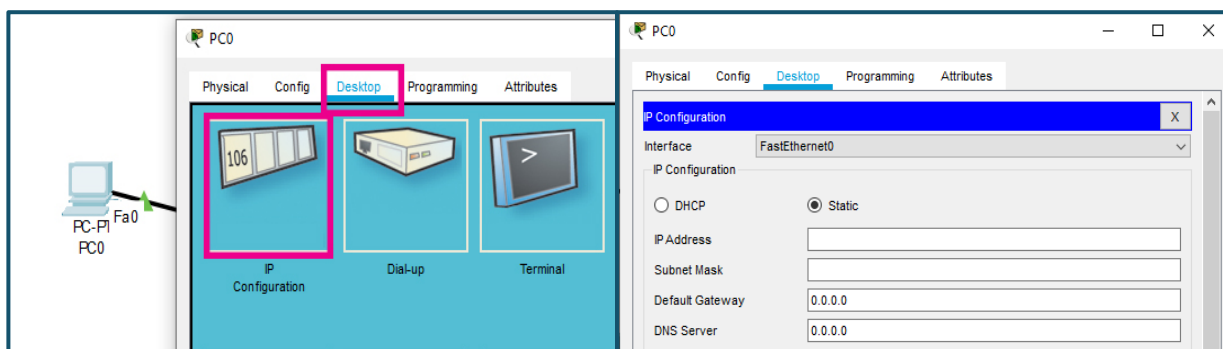 PC0
Physical Config Desktop Programming Attributes
106
>
IP
Configuration
Dial-up
Terminal
Fa0
PC-PT
PC0
PC0
Physical Config Desktop Programming Attributes
IP Configuration
X
Interface FastEthernet0
IP Configuration
DHCP Static
IP Address
Subnet Mask
Default Gateway 0.0.0.0
DNS Server 0.0.0.0